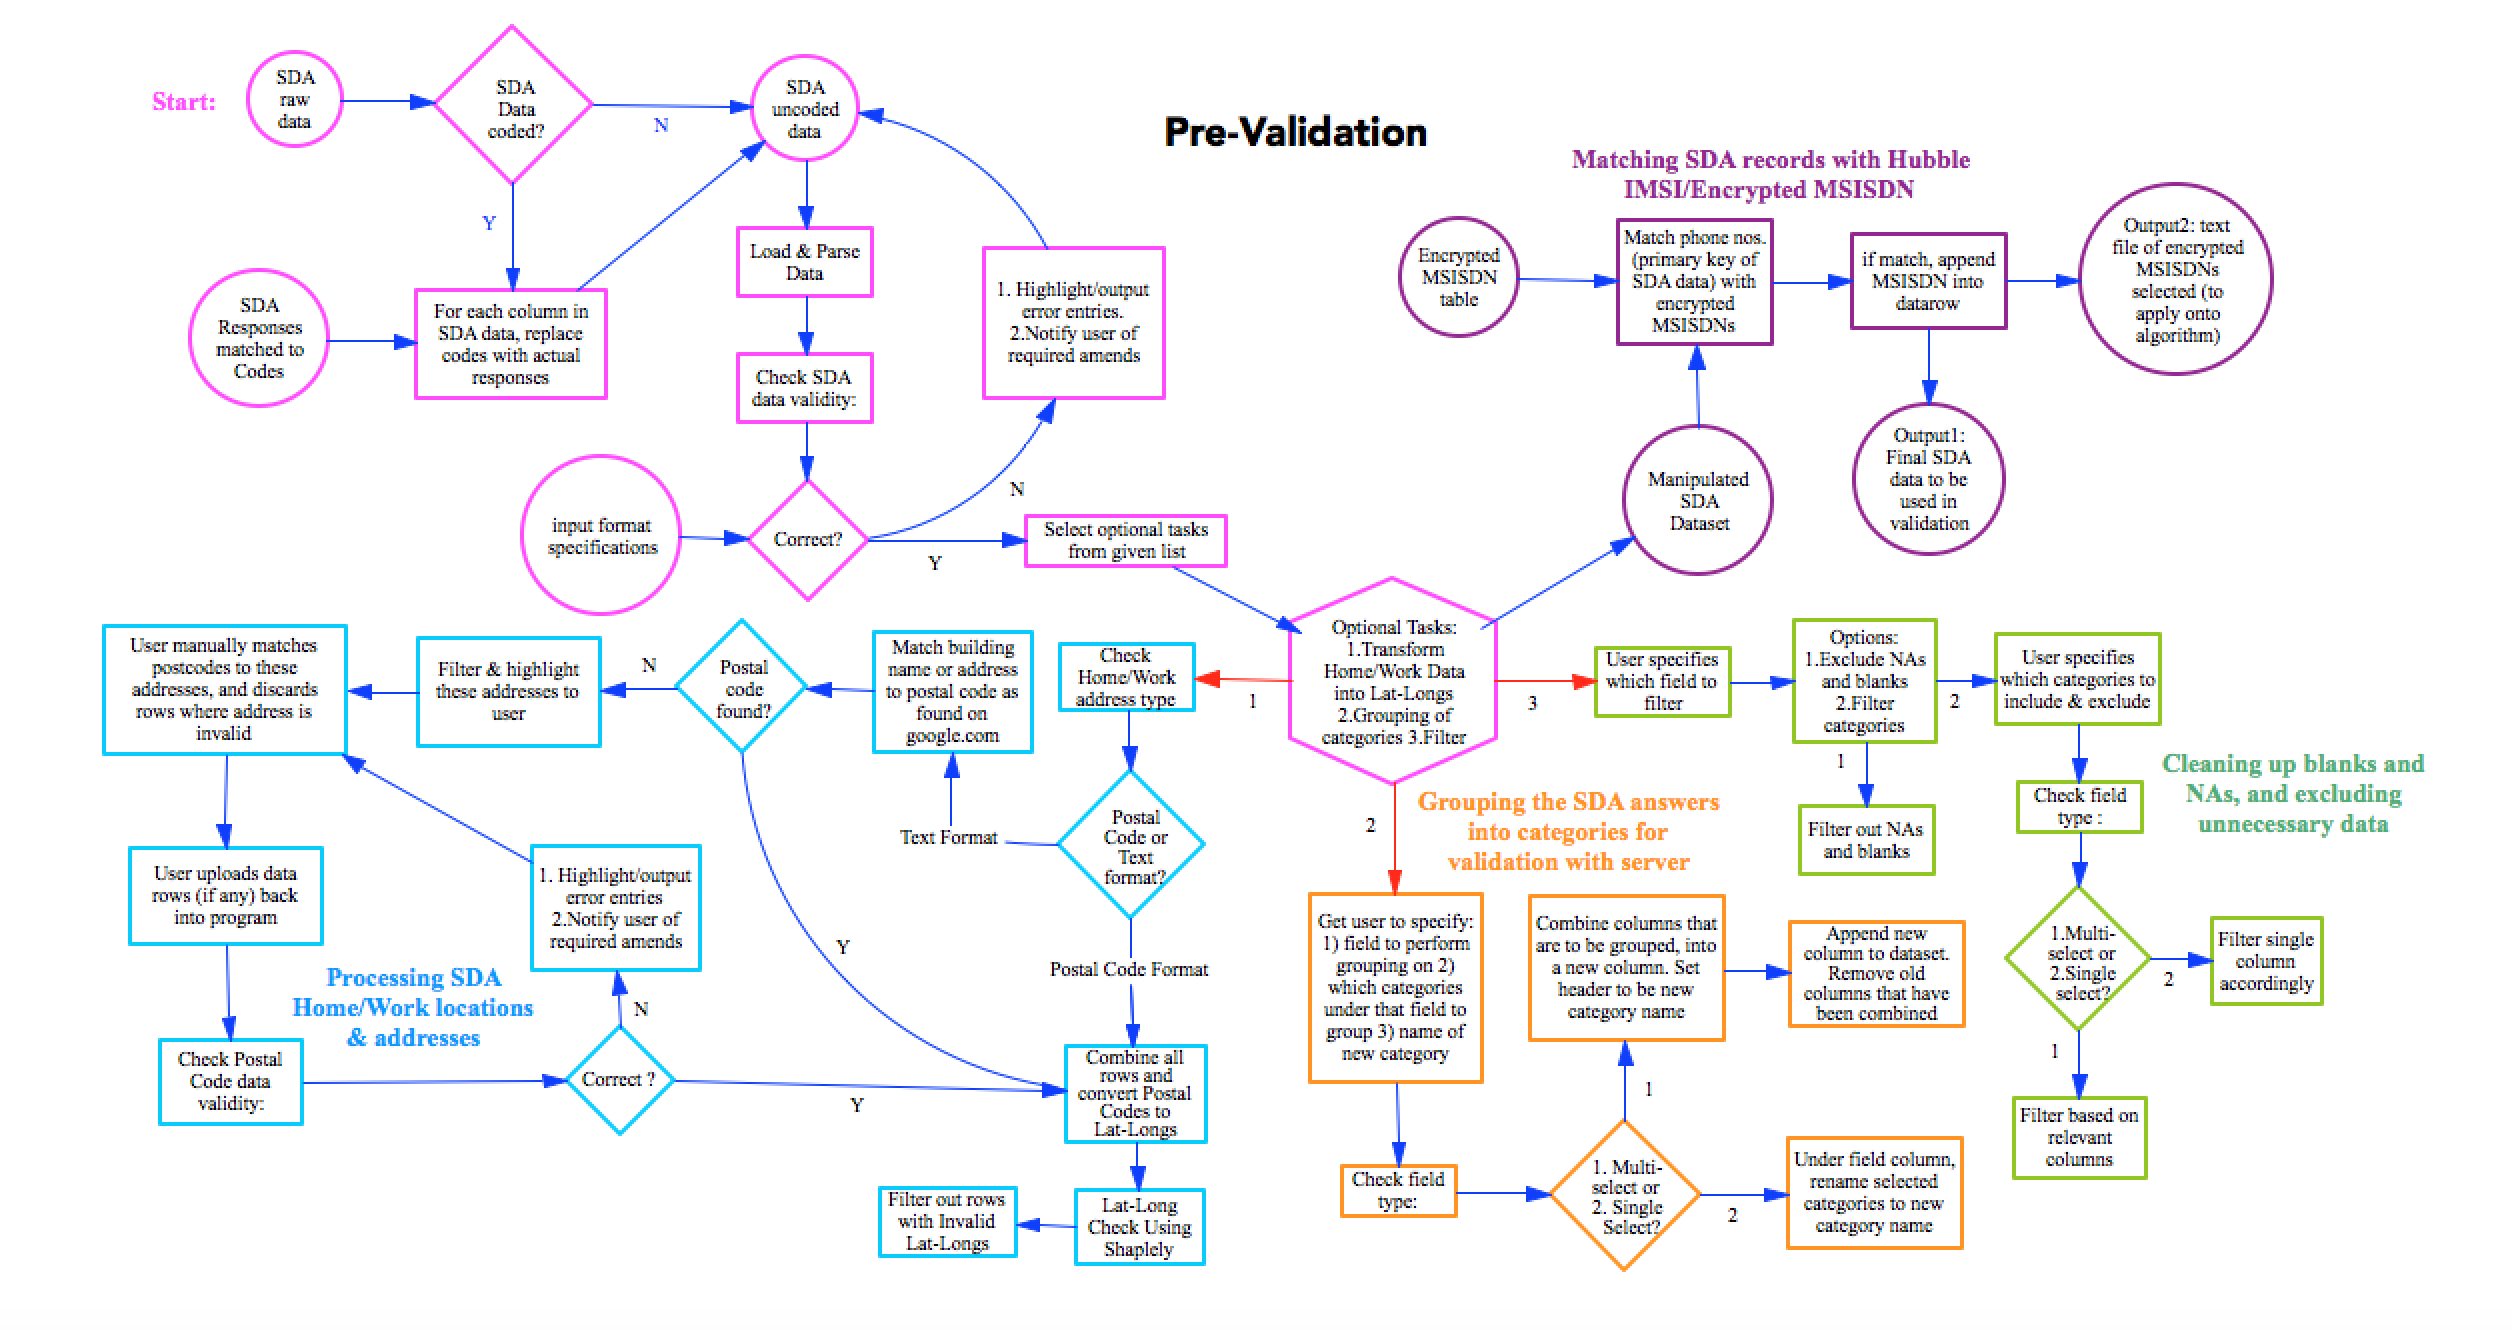 Pre-Validation
Start:
SDA
raw
data
SDA
Data
coded?
N
Y
SDA
uncoded
data
SDA
Responses
matched to
Codes
For each column in
SDA data, replace
codes with actual
responses
Load & Parse
Data
Check SDA
data validity:
1. Highlight/output
error entries.
2.Notify user of
required amends
input format
specifications
Correct?
N
Y
Select optional tasks
from given list
Matching SDA records with Hubble
IMSI/Encrypted MSISDN
Encrypted
MSISDN
table
Match phone nos.
(primary key of
SDA data) with
encrypted
MSISDNs
if match, append
MSISDN into
datarow
Output2: text
file of encrypted
MSISDNs
selected (to
apply onto
algorithm)
Manipulated
SDA
Dataset
Output1:
Final SDA
data to be
used in
validation
Optional Tasks:
1.Transform
Home/Work Data
into Lat-Longs
2.Grouping of
categories 3.Filter
1
2
3
Check
Home/Work
address type
Postal
Code or
Text
format?
Text Format
Postal Code Format
Match building
name or address
to postal code as
found on
google.com
Postal
code
found?
N
Y
Filter & highlight
these addresses to
user
User manually matches
postcodes to these
addresses, and discards
rows where address is
invalid
User uploads data
rows (if any) back
into program
Check Postal
Code data
validity:
Processing SDA
Home/Work locations
& addresses
1. Highlight/output
error entries
2.Notify user of
required amends
N
Correct ?
Y
Combine all
rows and
convert Postal
Codes to
Lat-Longs
Lat-Long
Check Using
Shaplely
Filter out rows
with Invalid
Lat-Longs
Grouping the SDA answers
into categories for
validation with server
Get user to specify:
1) field to perform
grouping on 2)
which categories
under that field to
group 3) name of
new category
Check field
type:
1. Multi-
select or
2. Single
Select?
1
2
Combine columns that
are to be grouped, into
a new column. Set
header to be new
category name
Append new
column to dataset.
Remove old
columns that have
been combined
Under field column,
rename selected
categories to new
category name
User specifies
which field to
filter
Options:
1.Exclude NAs
and blanks
2.Filter
categories
1
2
Filter out NAs
and blanks
User specifies
which categories to
include & exclude
Cleaning up blanks and
NAs, and excluding
unnecessary data
Check field
type :
1.Multi-
select or
2.Single
select?
2
1
Filter single
column
accordingly
Filter based on
relevant
columns